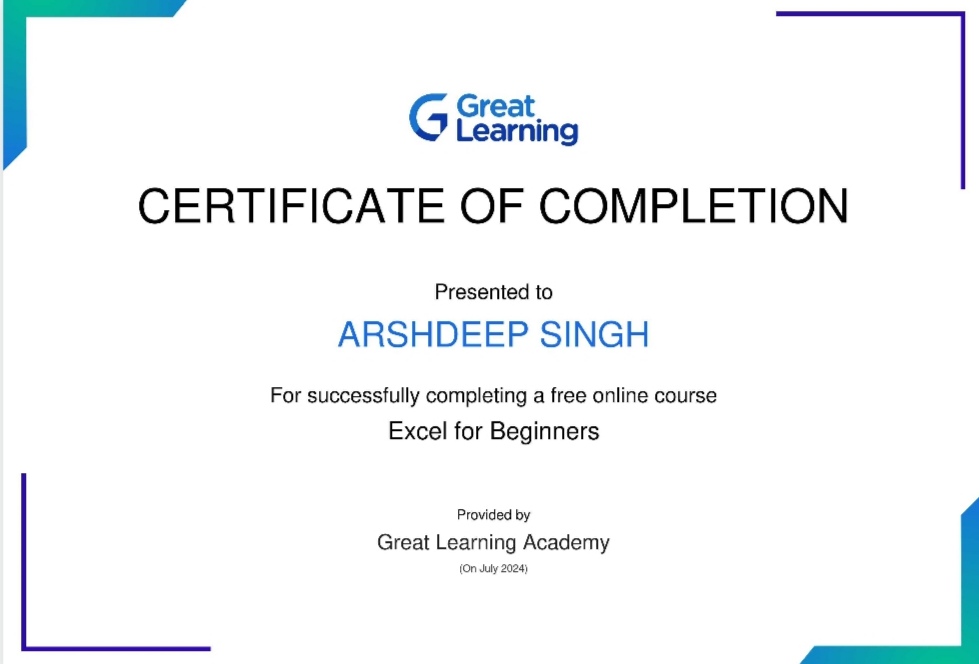 Great
Learning
CERTIFICATE OF COMPLETION
Presented to
ARSHDEEP SINGH
For successfully completing a free online course
Excel for Beginners
Provided by
Great Learning Academy
(On July 2024)